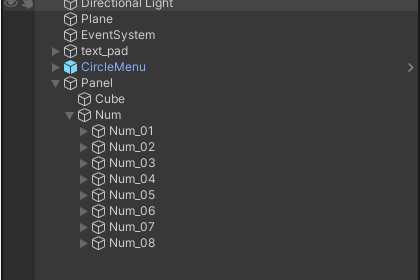 Directional Light
Plane
EventSystem
text_pad
CircleMenu
Panel
Cube
Num
Num_01
Num_02
Num_03
Num_04
Num_05
Num_06
Num_07
Num_08